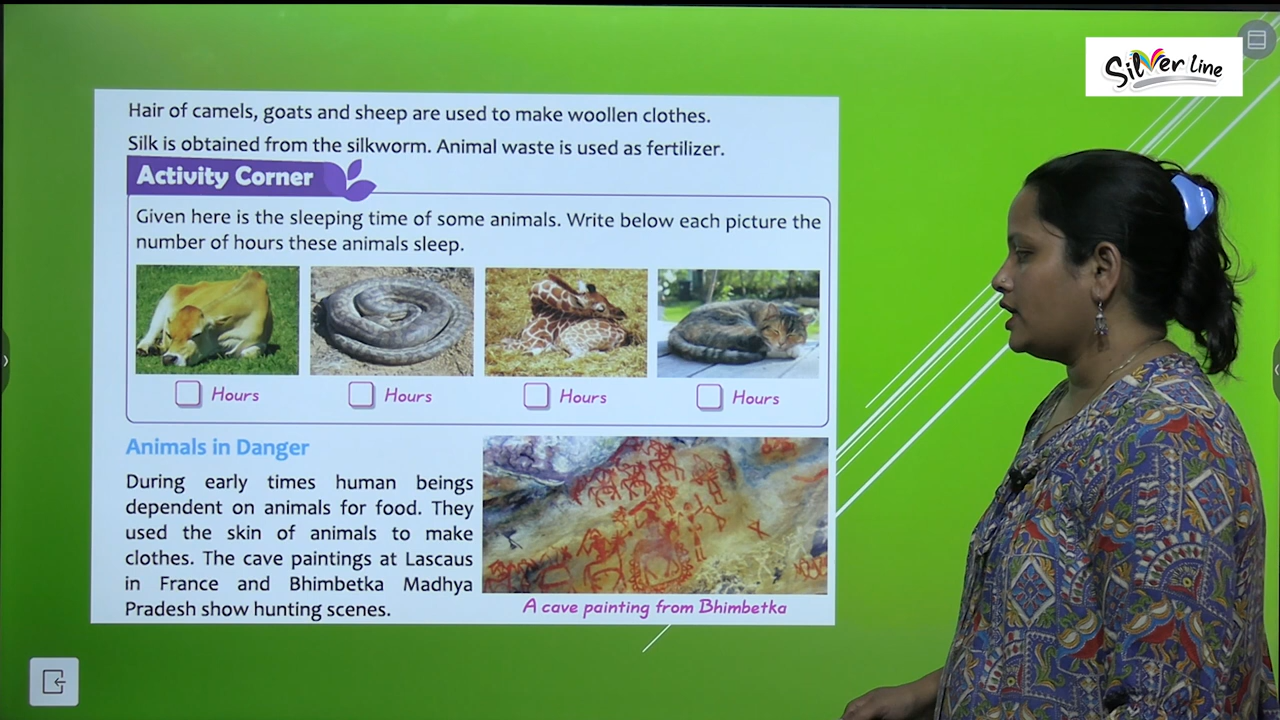 Silver Line
Hair of camels, goats and sheep are used to make woollen clothes.
Silk is obtained from the silkworm. Animal waste is used as fertilizer.
Activity Corner
Given here is the sleeping time of some animals. Write below each picture the
number of hours these animals sleep.
Hours
Hours
Hours
Hours
Animals in Danger
During early times human beings
dependent on animals for food. They
used the skin of animals to make
clothes. The cave paintings at Lascaus
in France and Bhimbetka Madhya
Pradesh show hunting scenes.
A cave painting from Bhimbetka